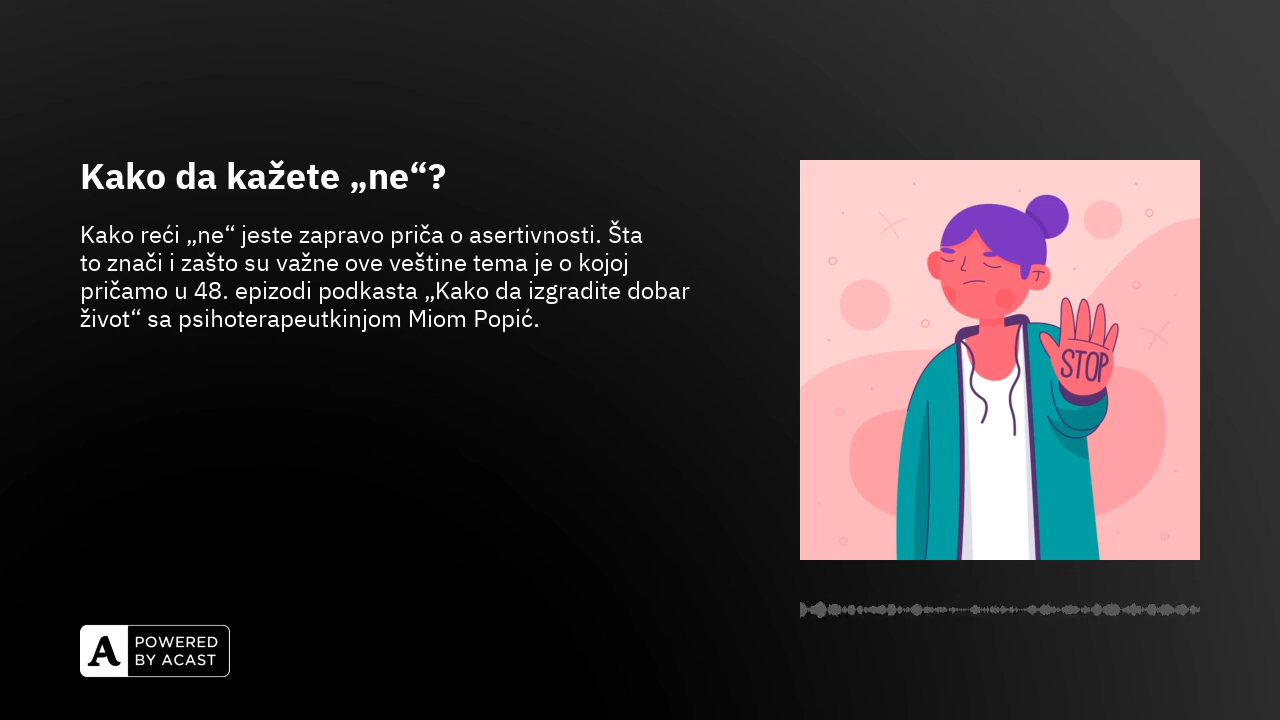 Kako da kažete „ne“?
Kako reći „ne“ jeste zapravo priča o asertivnosti. Šta
to znači i zašto su važne ove veštine tema je o kojoj
pričamo u 48. epizodi podkasta „Kako da izgradite dobar
život“ sa psihoterapeutkinjom Miom Popić.
STOP
A POWERED
BY ACAST